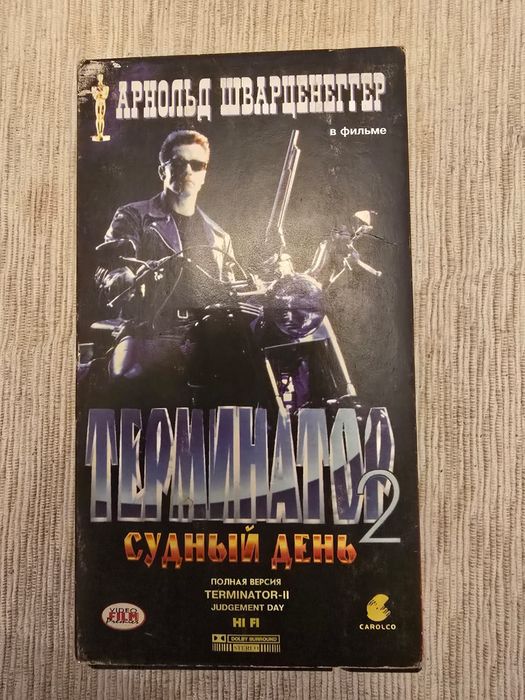 АРНОЛЬД ШВАРЦЕНЕГГЕР
в фильме
ТЕРМИНАТОР
2
СУДНЫЙ ДЕНЬ
ПОЛНАЯ ВЕРСИЯ
TERMINATOR-II
JUDGEMENT DAY
HI FI
DOLBY SURROUND
STEREO
VIDEO
FILM
Premier
CAROLCO